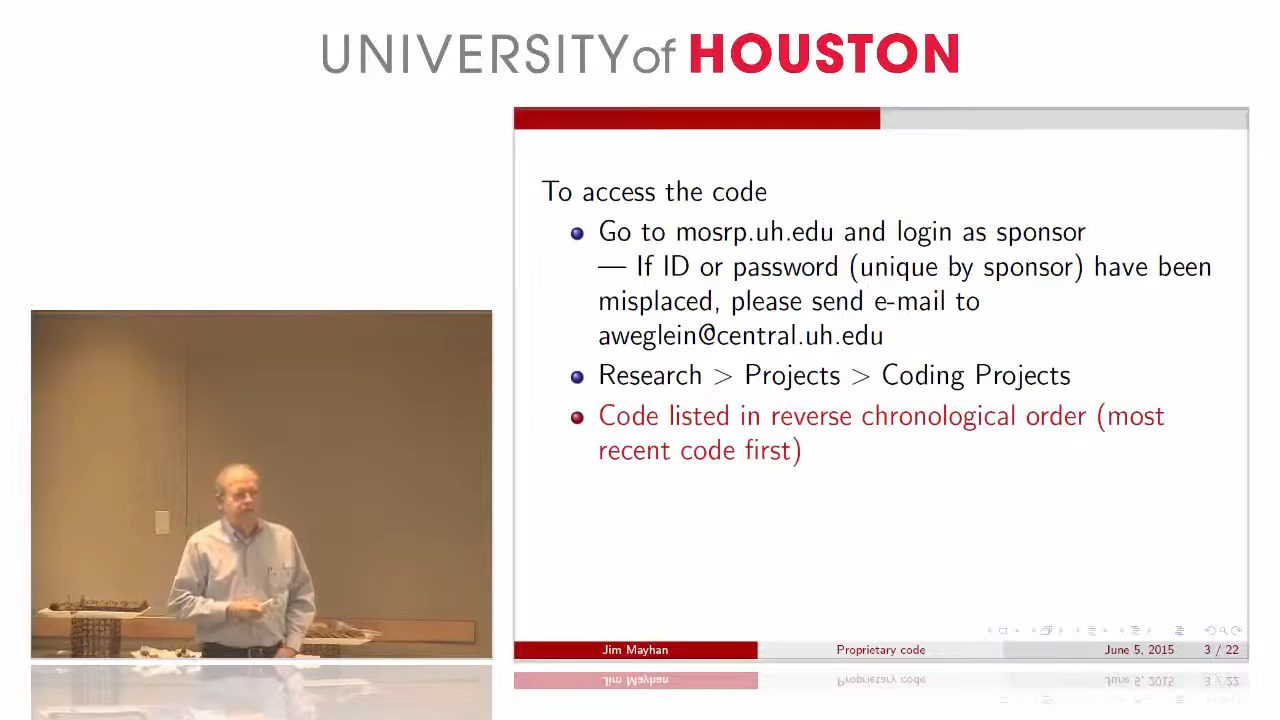 UNIVERSITY of HOUSTON
To access the code
Go to mosrp.uh.edu and login as sponsor
— If ID or password (unique by sponsor) have been
misplaced, please send e-mail to
aweglein@central.uh.edu
Research > Projects > Coding Projects
Code listed in reverse chronological order (most
recent code first)
Jim Mayhan Proprietary code June 5, 2015 3 / 22